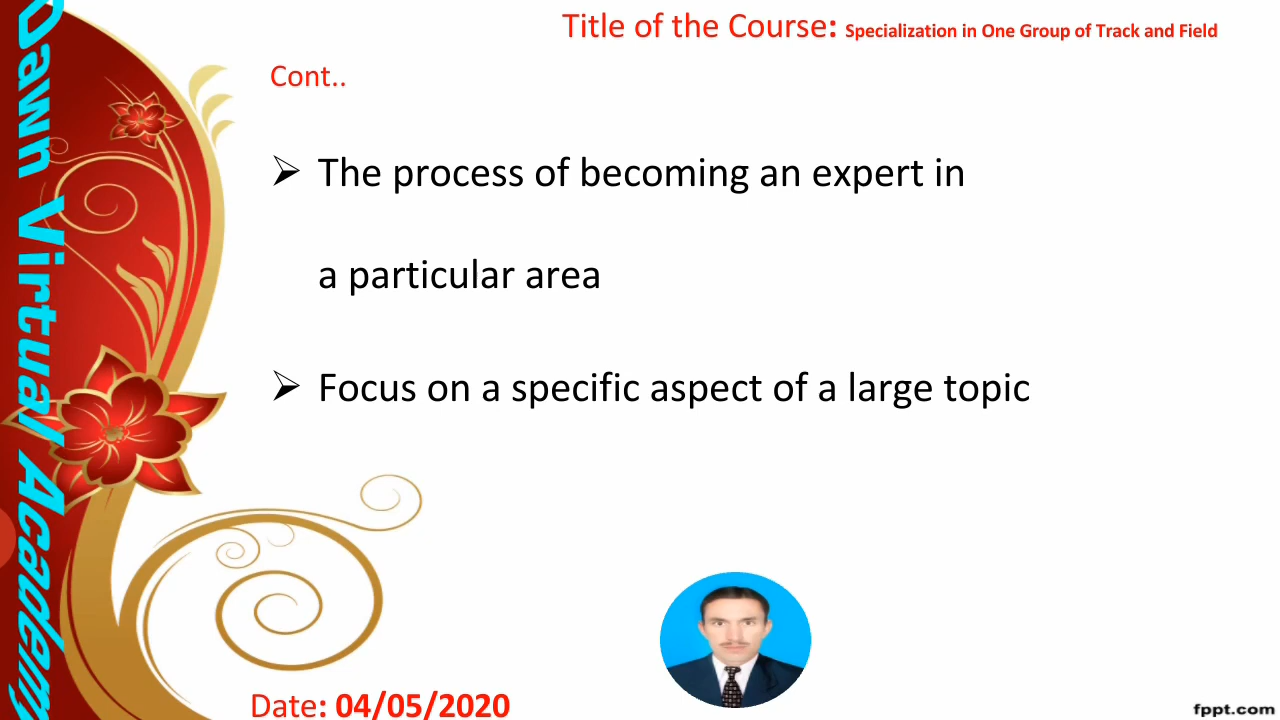 Title of the Course: Specialization in One Group of Track and Field
Cont..
➢ The process of becoming an expert in
a particular area
➢ Focus on a specific aspect of a large topic
Dawn Virtual Academy
Date: 04/05/2020
fppt.com